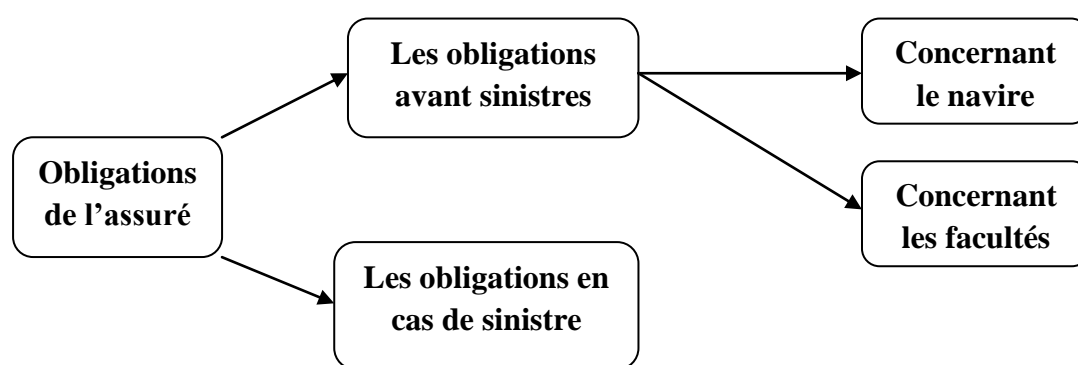 Les obligations
avant sinistres
Concernant
le navire
Obligations
de l’assuré
Concernant
les facultés
Les obligations en
cas de sinistre